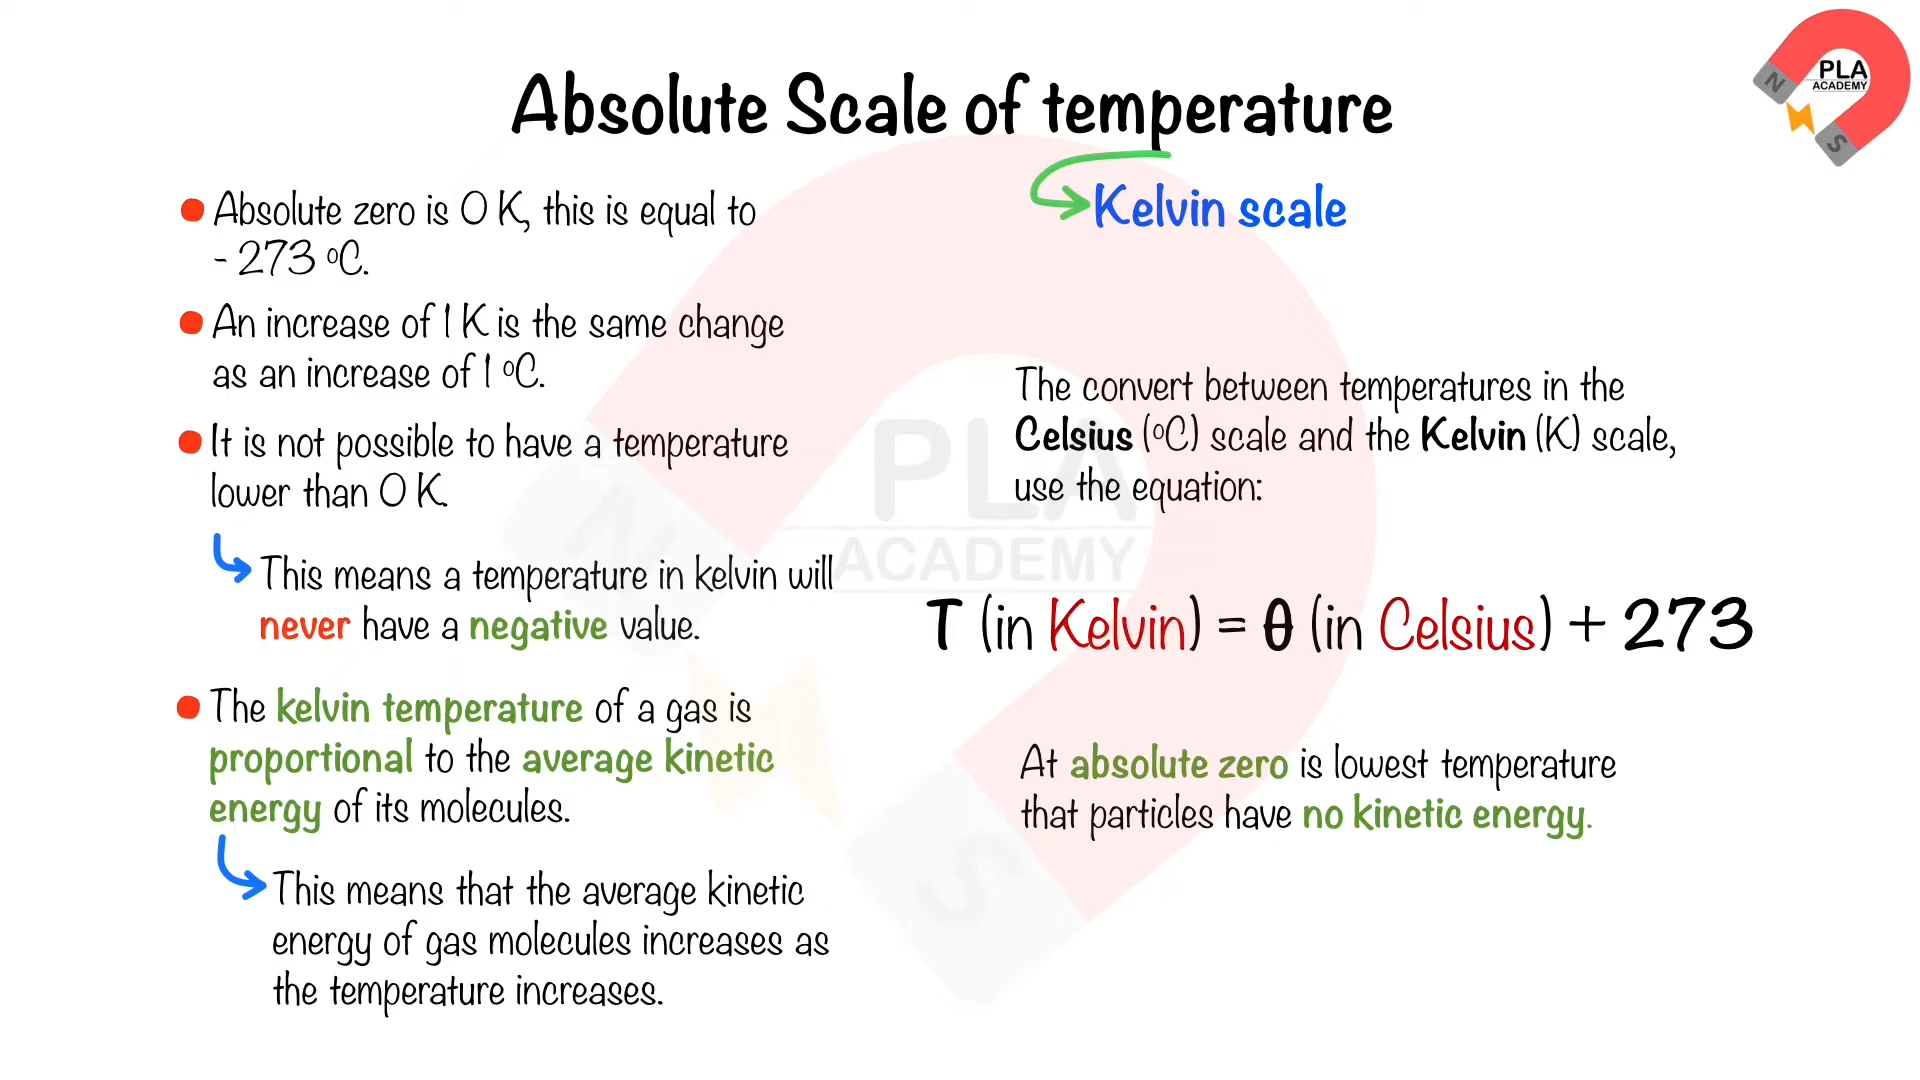 PLA
ACADEMY
N
S
Absolute Scale of temperature
Kelvin scale
Absolute zero is 0 K, this is equal to
- 273 °C.
An increase of 1 K is the same change
as an increase of 1 °C.
It is not possible to have a temperature
lower than 0 K.
This means a temperature in kelvin will
never have a negative value.
The kelvin temperature of a gas is
proportional to the average kinetic
energy of its molecules.
This means that the average kinetic
energy of gas molecules increases as
the temperature increases.
The convert between temperatures in the
Celsius (°C) scale and the Kelvin (K) scale,
use the equation:
T (in Kelvin) = θ (in Celsius) + 273
At absolute zero is lowest temperature
that particles have no kinetic energy.
PLA
ACADEMY
N
S